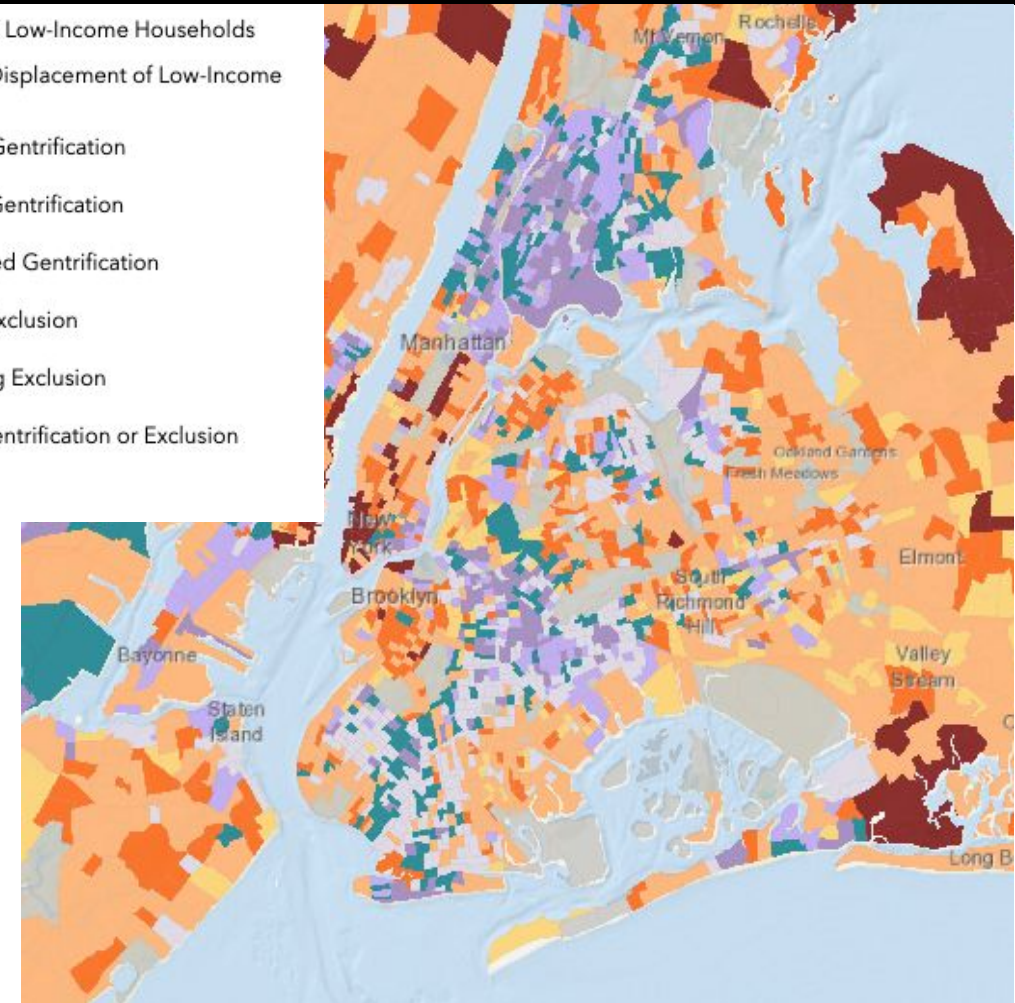 Low-Income Households
Displacement of Low-Income
Gentrification
Gentrification
ed Gentrification
xclusion
g Exclusion
entrification or Exclusion
Rochelle
Mt Vernon
Manhattan
Oakland Gardens
Fresh Meadows
New
York
Elmont
South
Richmond
Hill
Brooklyn
Bayonne
Valley
Stream
Staten
Island
Long B